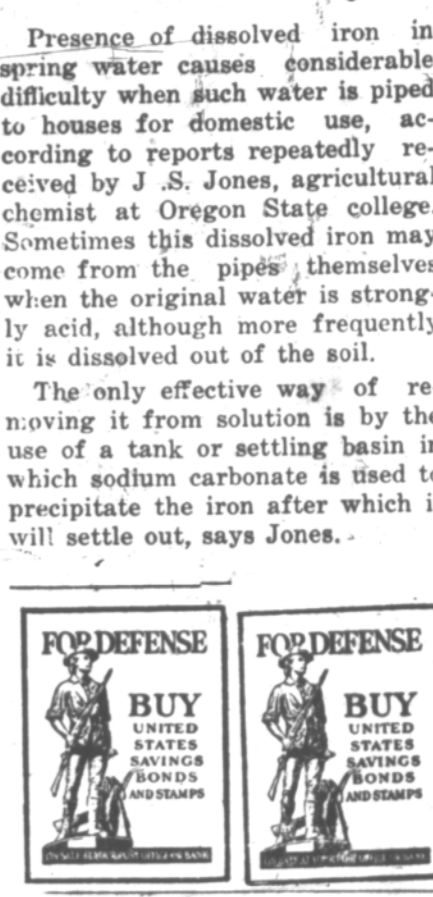 Presence of dissolved iron in
spring water causes considerable
difficulty when such water is piped
to houses for domestic use, ac-
cording to reports repeatedly re-
ceived by J .S. Jones, agricultural
chemist at Oregon State college.
Sometimes this dissolved iron may
come from the pipes themselves
when the original water is strong-
ly acid, although more frequently
it is dissolved out of the soil.
The only effective way of re
moving it from solution is by the
use of a tank or settling basin in
which sodium carbonate is used to
precipitate the iron after which i
will settle out, says Jones.
FOR DEFENSE
BUY
UNITED
STATES
SAVINGS
BONDS
AND STAMPS
FOR DEFENSE
BUY
UNITED
STATES
SAVINGS
BONDS
AND STAMPS